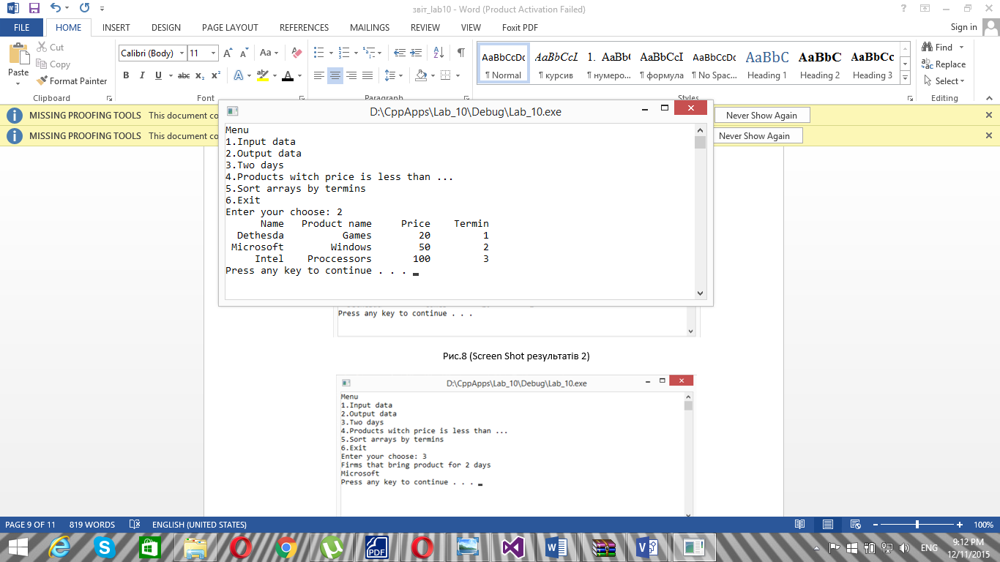 звіт_lab10 - Word (Product Activation Failed)
FILE HOME INSERT DESIGN PAGE LAYOUT REFERENCES MAILINGS REVIEW VIEW Foxit PDF Sign in
Paste
Cut
Copy
Format Painter
Clipboard
Calibri (Body) 11
Font
Paragraph
AaBbCcDc AaBbCcI 1. AaBb( AaBbCcI AaBbCcDc AaBbC AaBbC AaBbCc
¶ Normal ¶ курсив ¶ нумеро... ¶ формула ¶ No Spac... Heading 1 Heading 2 Heading 3
Styles
Find
Replace
Select
Editing
MISSING PROOFING TOOLS This document co Never Show Again
MISSING PROOFING TOOLS This document co Never Show Again
D:\CppApps\Lab_10\Debug\Lab_10.exe
Menu
1.Input data
2.Output data
3.Two days
4.Products witch price is less than ...
5.Sort arrays by termins
6.Exit
Enter your choose: 2
Name Product name Price Termin
Dethesda Games 20 1
Microsoft Windows 50 2
Intel Proccessors 100 3
Press any key to continue . . .
Press any key to continue . . .
Рис.8 (Screen Shot результатів 2)
D:\CppApps\Lab_10\Debug\Lab_10.exe
Menu
1.Input data
2.Output data
3.Two days
4.Products witch price is less than ...
5.Sort arrays by termins
6.Exit
Enter your choose: 3
Firms that bring product for 2 days
Microsoft
Press any key to continue . . .
PAGE 9 OF 11 819 WORDS ENGLISH (UNITED STATES) 100%
PDF
ENG
9:12 PM
12/11/2015